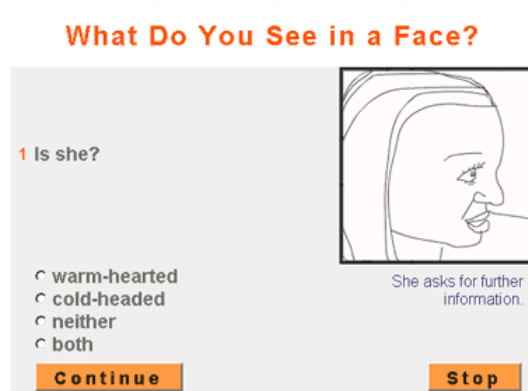 What Do You See in a Face?
1 Is she?
warm-hearted
cold-headed
neither
both
She asks for further
information.
Continue
Stop